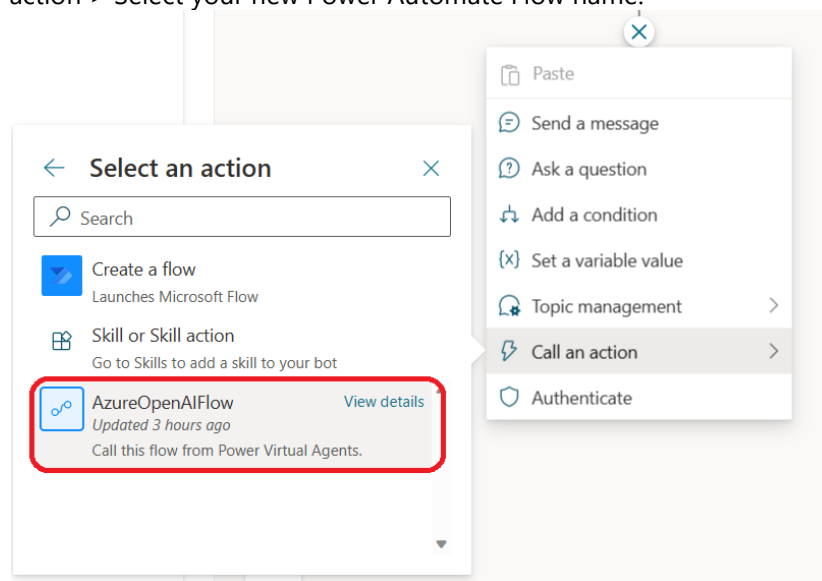 action > Select your new Power Automate Flow name.
Paste
Send a message
Ask a question
Add a condition
{x} Set a variable value
Topic management
Call an action
Authenticate
Select an action
Search
Create a flow
Launches Microsoft Flow
Skill or Skill action
Go to Skills to add a skill to your bot
AzureOpenAIFlow View details
Updated 3 hours ago
Call this flow from Power Virtual Agents.